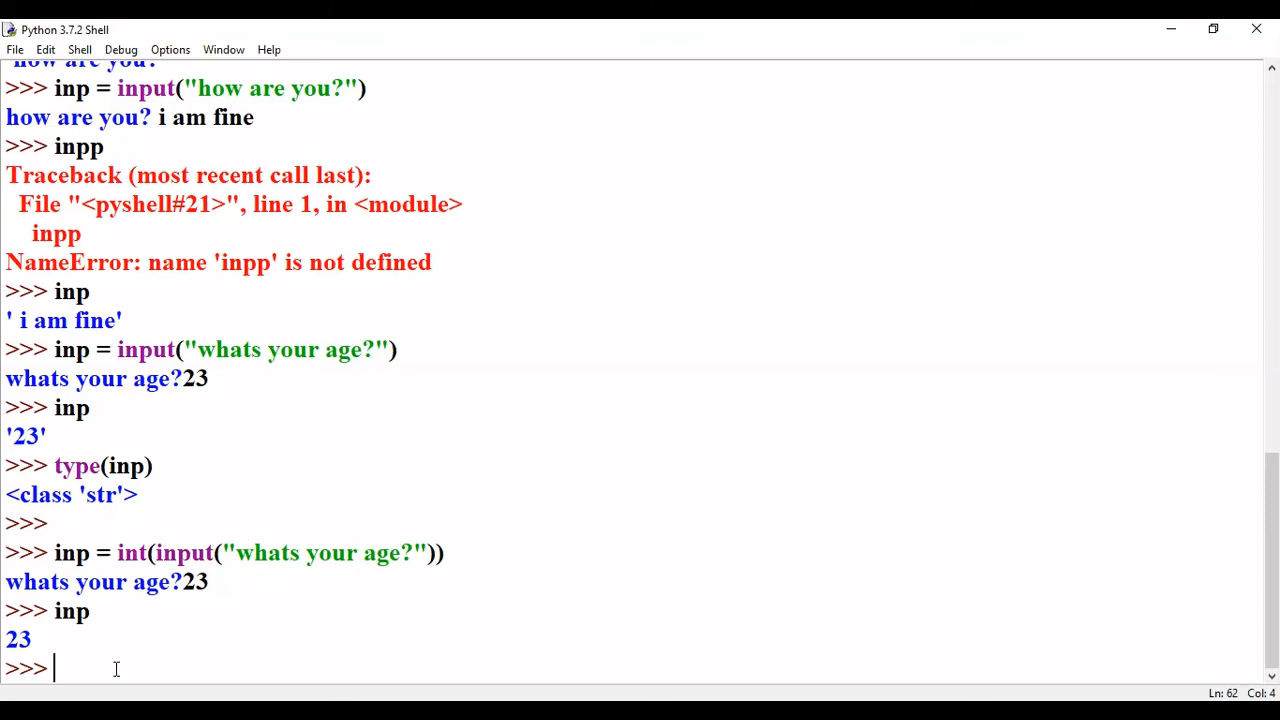 Python 3.7.2 Shell
File Edit Shell Debug Options Window Help
'how are you?'
>>> inp = input("how are you?")
how are you? i am fine
>>> inpp
Traceback (most recent call last):
  File "<pyshell#21>", line 1, in <module>
    inpp
NameError: name 'inpp' is not defined
>>> inp
' i am fine'
>>> inp = input("whats your age?")
whats your age?23
>>> inp
'23'
>>> type(inp)
<class 'str'>
>>>
>>> inp = int(input("whats your age?"))
whats your age?23
>>> inp
23
>>>
Ln: 62 Col: 4